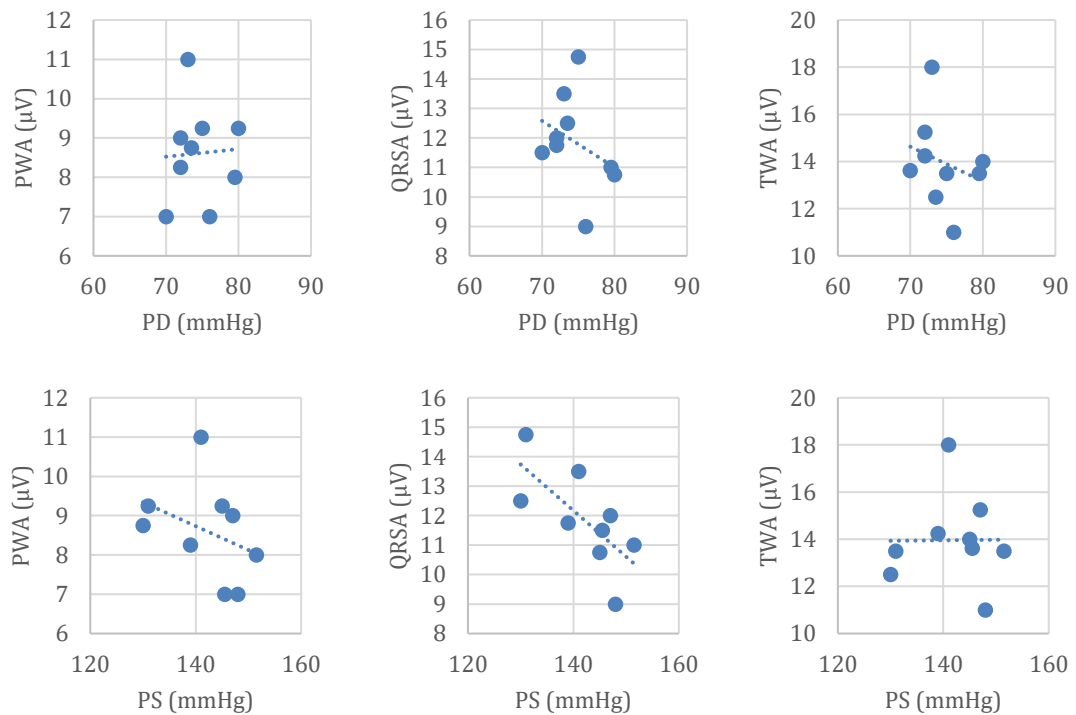 12
11
10
9
8
7
6
PWA (µV)
60 70 80 90
PD (mmHg)
16
15
14
13
12
11
10
9
8
QRSA (µV)
60 70 80 90
PD (mmHg)
20
18
16
14
12
10
TWA (µV)
60 70 80 90
PD (mmHg)
12
11
10
9
8
7
6
PWA (µV)
120 140 160
PS (mmHg)
16
15
14
13
12
11
10
9
8
QRSA (µV)
120 140 160
PS (mmHg)
20
18
16
14
12
10
TWA (µV)
120 140 160
PS (mmHg)